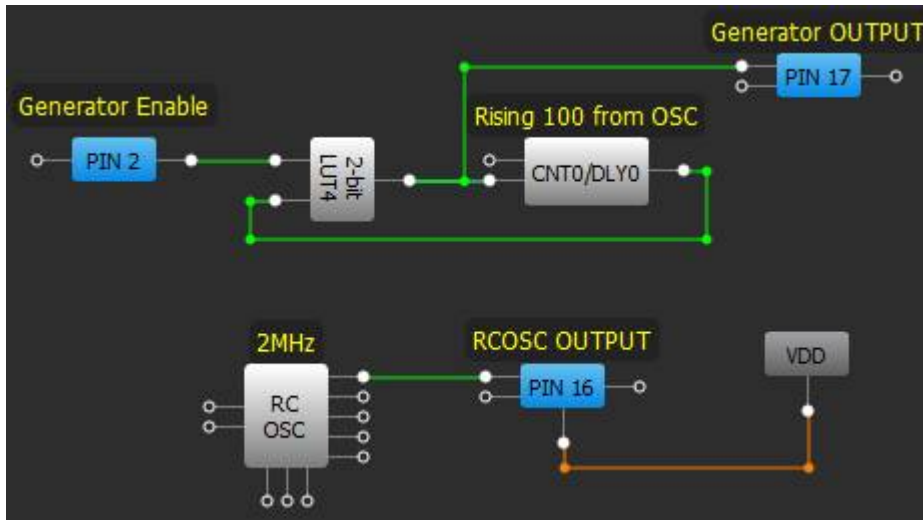 Generator OUTPUT
PIN 17
Generator Enable
PIN 2
2-bit
LUT4
Rising 100 from OSC
CNT0/DLY0
2MHz
RC
OSC
RCOSC OUTPUT
PIN 16
VDD